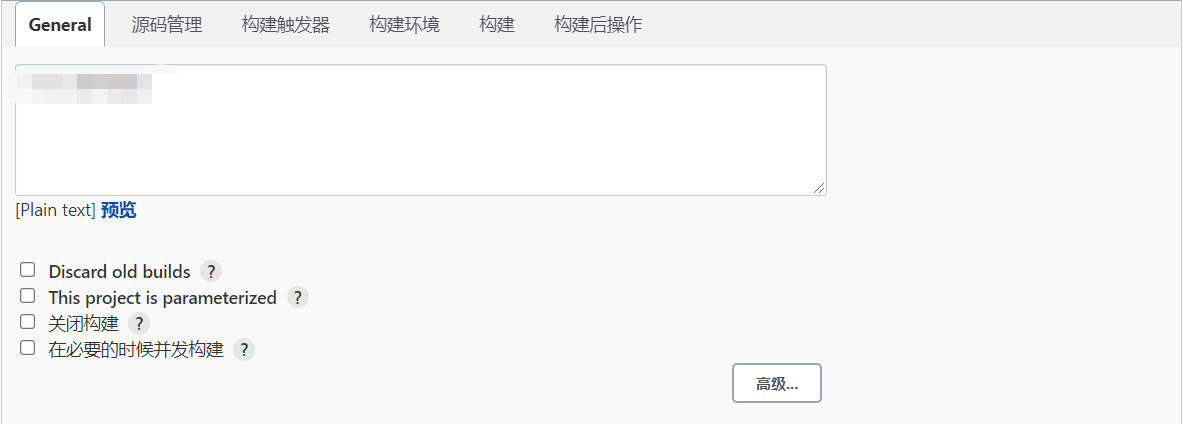 General 源码管理 构建触发器 构建环境 构建 构建后操作
[Plain text] 预览
Discard old builds ?
This project is parameterized ?
关闭构建 ?
在必要的时候并发构建 ?
高级...